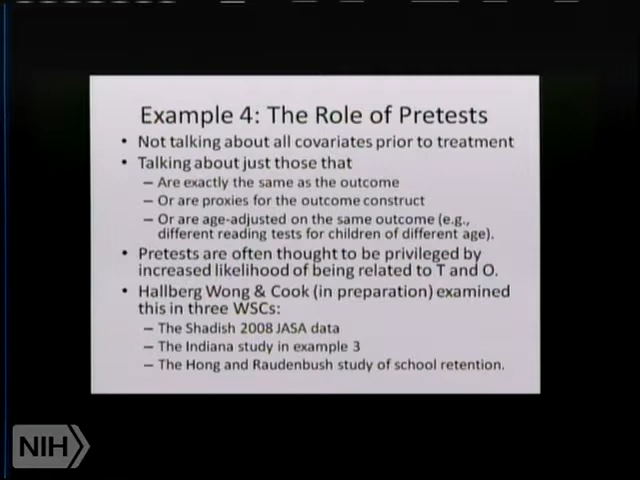 Example 4: The Role of Pretests
• Not talking about all covariates prior to treatment
• Talking about just those that
– Are exactly the same as the outcome
– Or are proxies for the outcome construct
– Or are age-adjusted on the same outcome (e.g.,
different reading tests for children of different age).
• Pretests are often thought to be privileged by
increased likelihood of being related to T and O.
• Hallberg Wong & Cook (in preparation) examined
this in three WSCs:
– The Shadish 2008 JASA data
– The Indiana study in example 3
– The Hong and Raudenbush study of school retention.
NIH